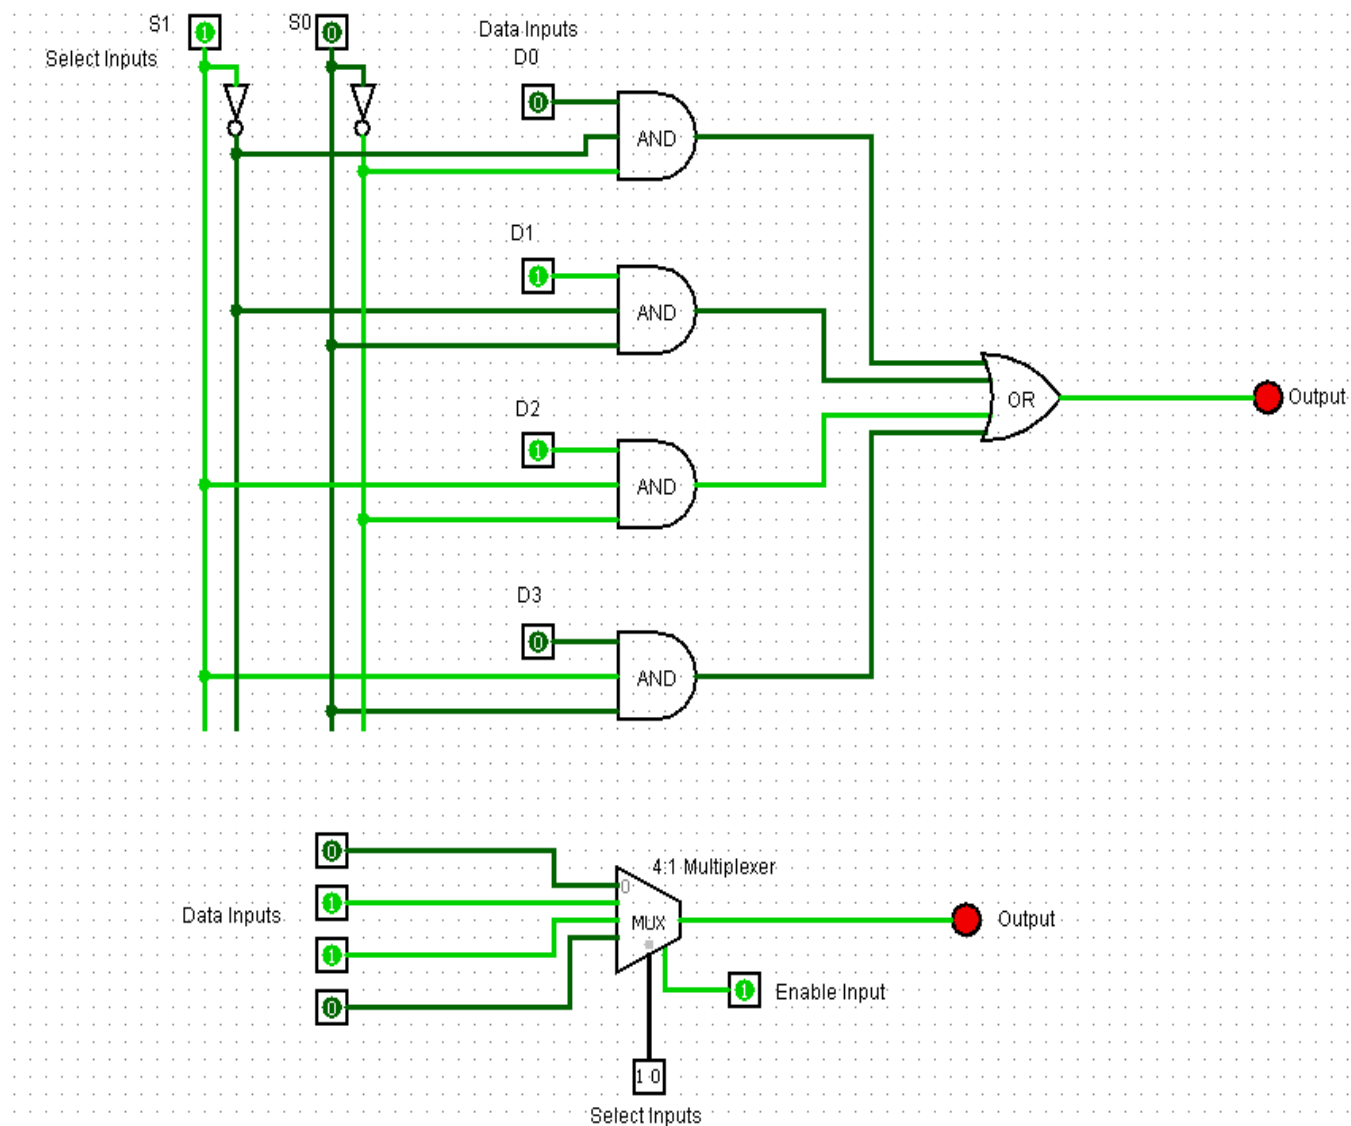 S1
1
S0
0
Data Inputs
Select Inputs
D0
0
AND
D1
1
AND
D2
1
AND
OR
Output
D3
0
AND
0
4:1 Multiplexer
0
1
Data Inputs
MUX
Output
1
1
Enable Input
0
1 0
Select Inputs